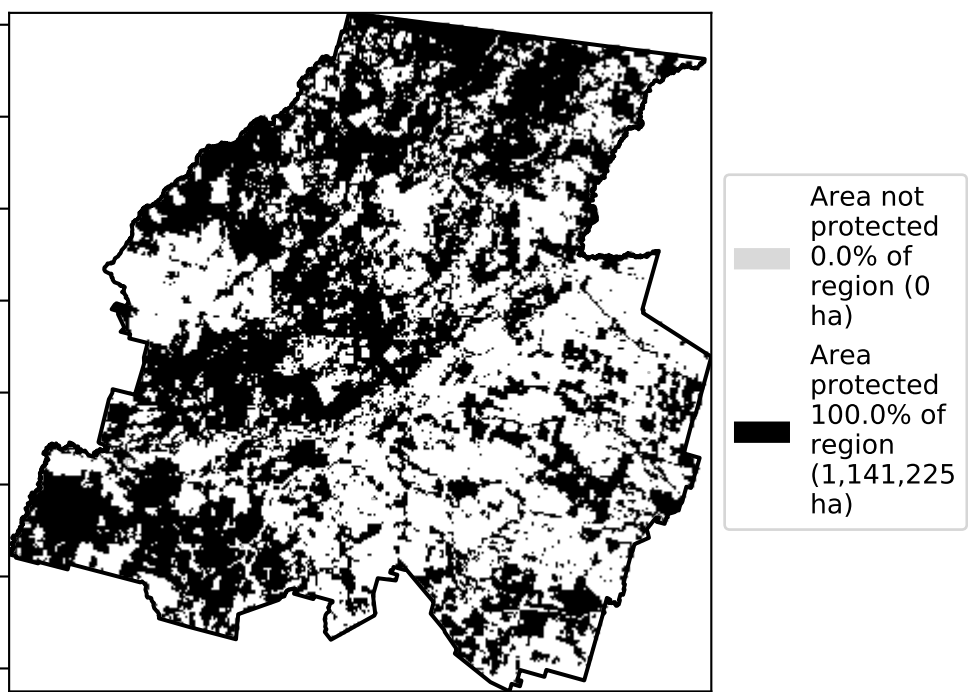 Area not
protected
0.0% of
region (0
ha)
Area
protected
100.0% of
region
(1,141,225
ha)